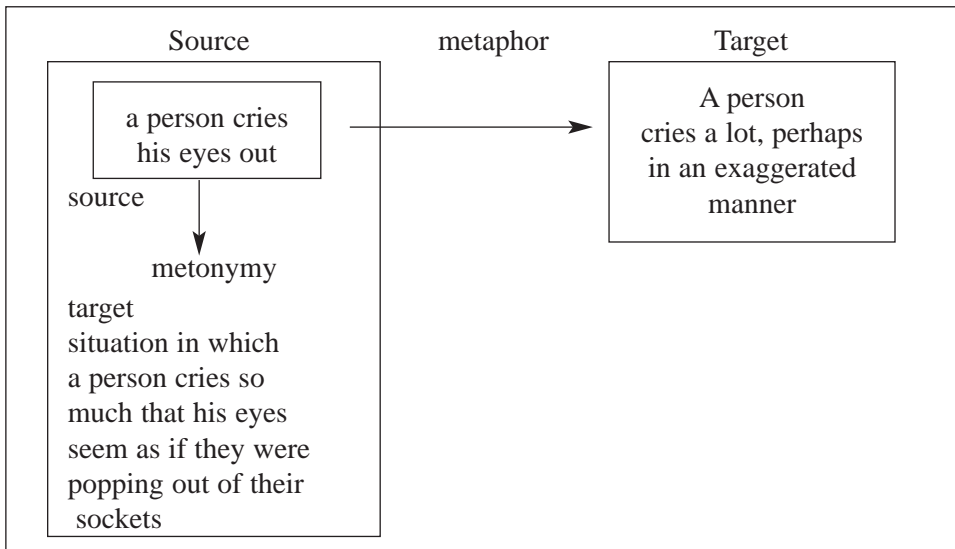 Source metaphor Target
a person cries
his eyes out
source
metonymy
target
situation in which
a person cries so
much that his eyes
seem as if they were
popping out of their
sockets
A person
cries a lot, perhaps
in an exaggerated
manner